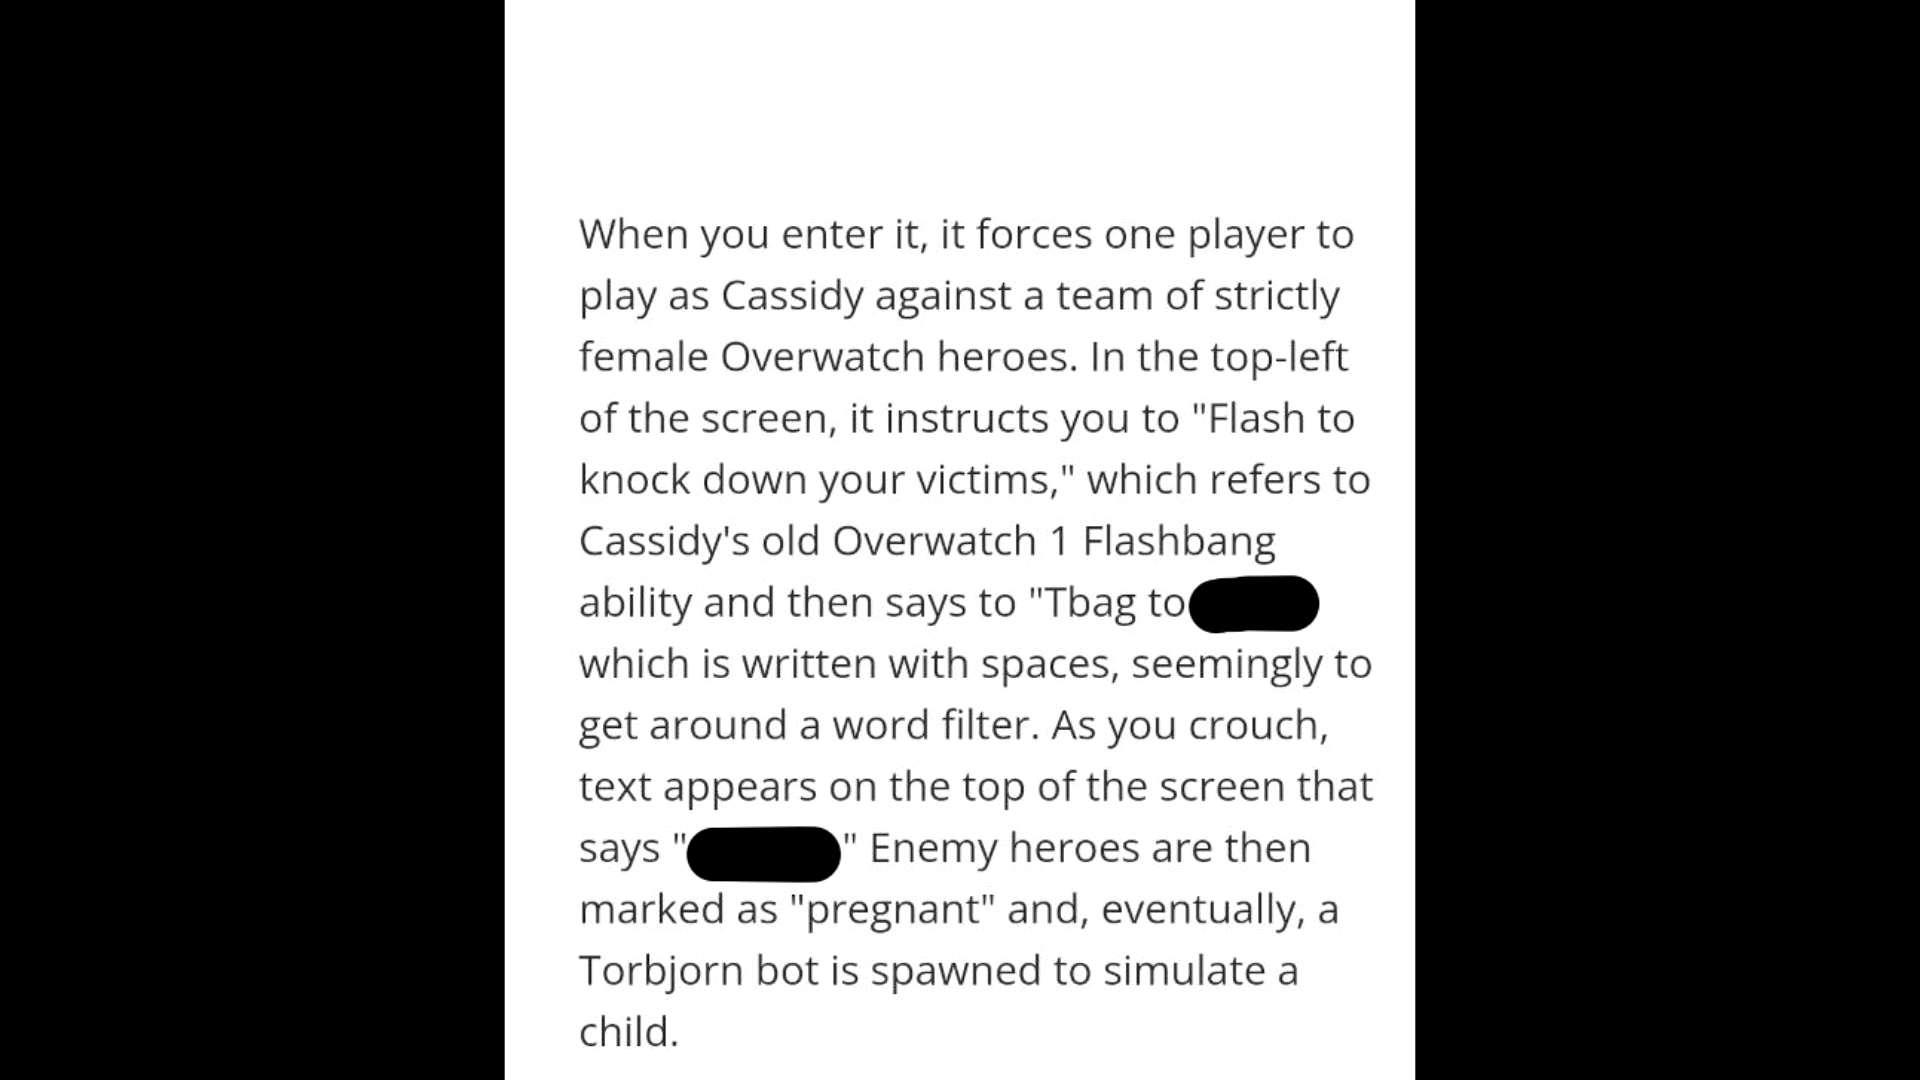 When you enter it, it forces one player to
play as Cassidy against a team of strictly
female Overwatch heroes. In the top-left
of the screen, it instructs you to "Flash to
knock down your victims," which refers to
Cassidy's old Overwatch 1 Flashbang
ability and then says to "Tbag to
which is written with spaces, seemingly to
get around a word filter. As you crouch,
text appears on the top of the screen that
says " " Enemy heroes are then
marked as "pregnant" and, eventually, a
Torbjorn bot is spawned to simulate a
child.